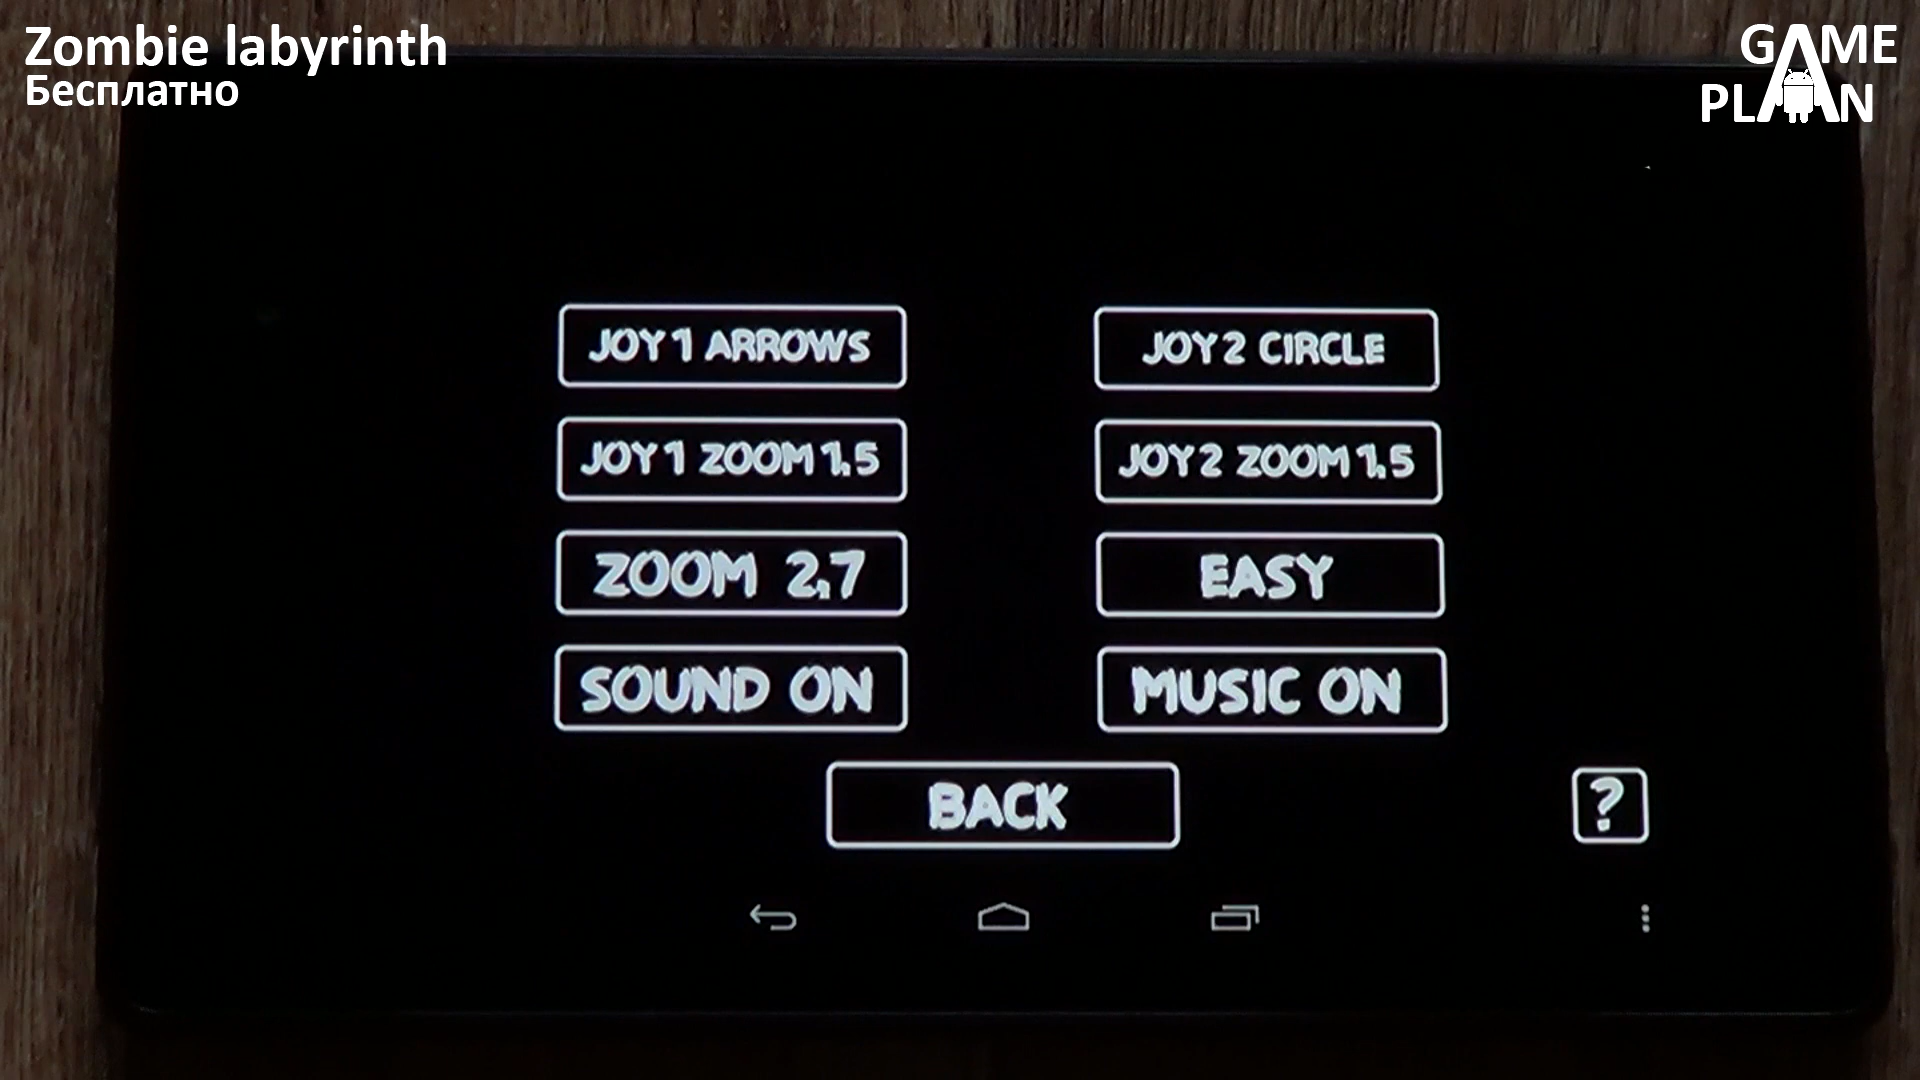 Zombie labyrinth
Бесплатно
GAME
PLAN
JOY 1 ARROWS
JOY 2 CIRCLE
JOY 1 ZOOM 1,5
JOY 2 ZOOM 1,5
ZOOM 2,7
EASY
SOUND ON
MUSIC ON
BACK
?